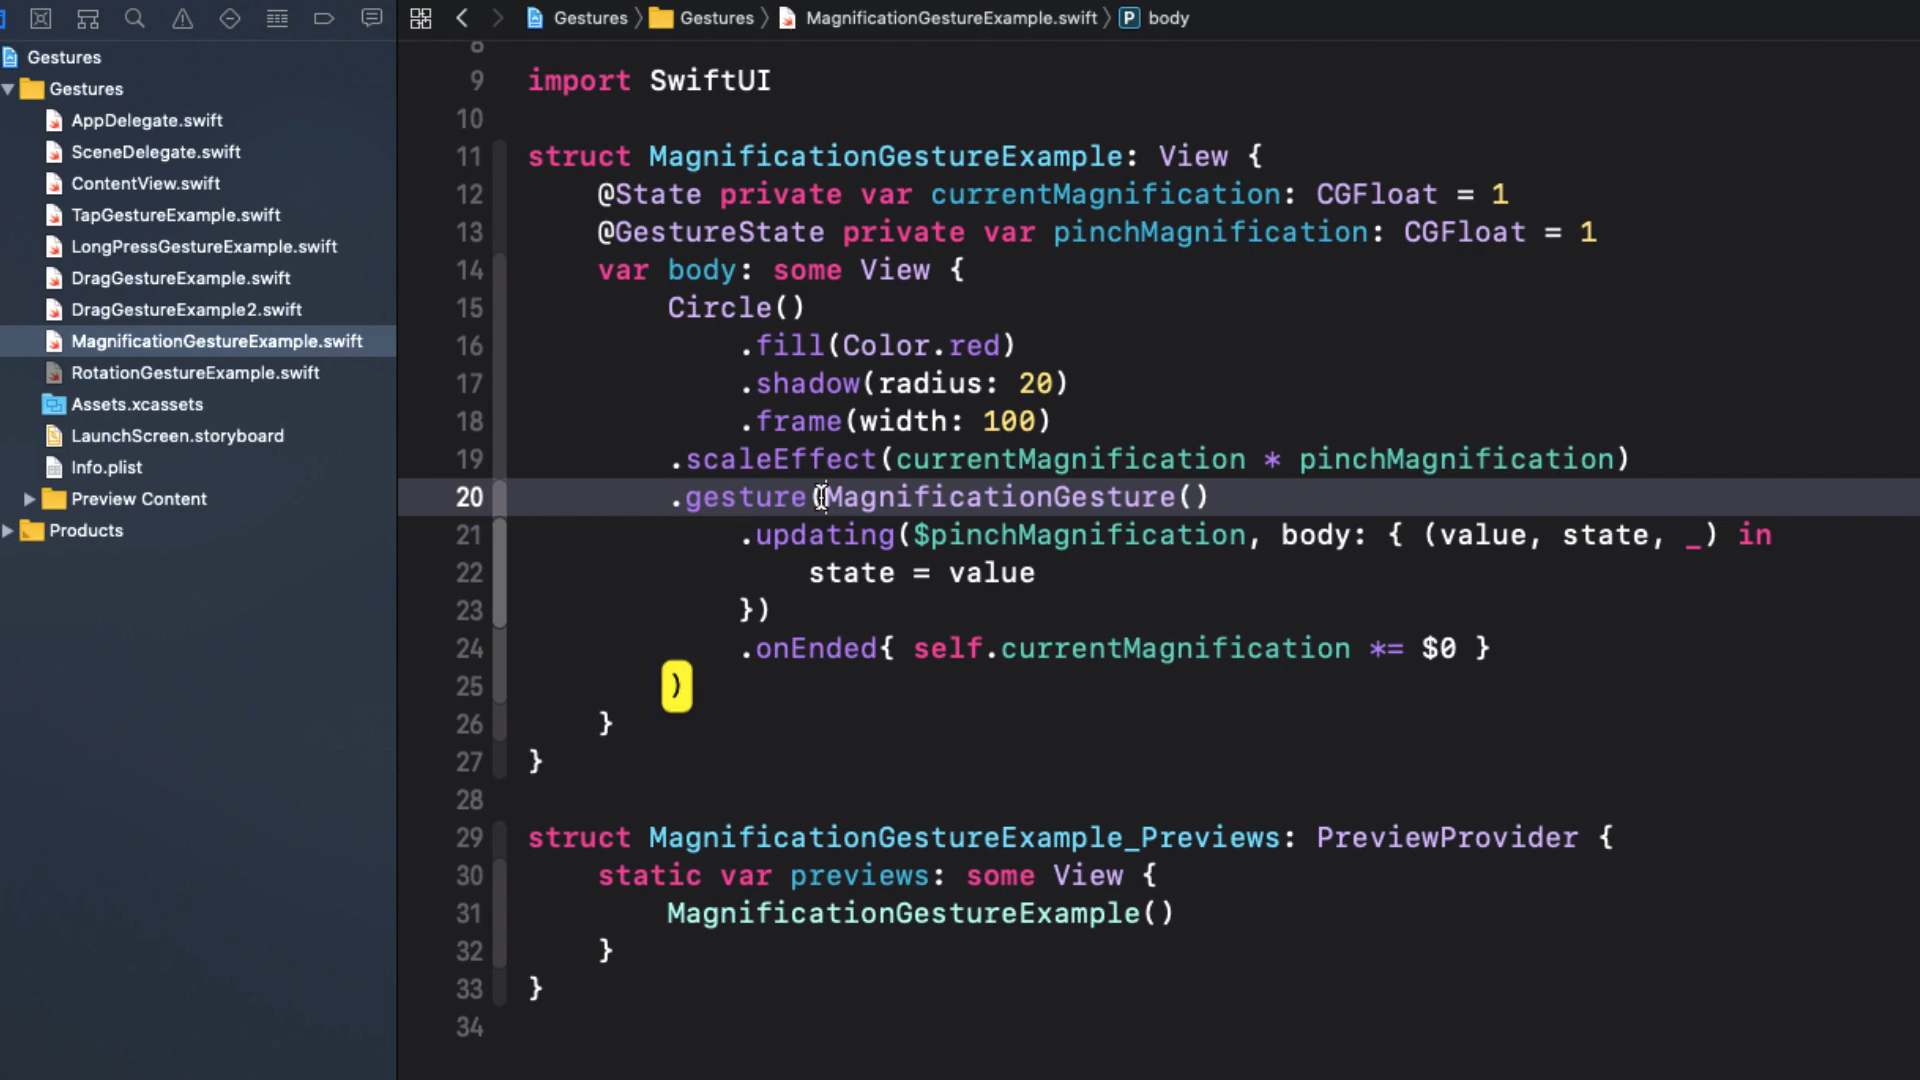 Gestures
Gestures
AppDelegate.swift
SceneDelegate.swift
ContentView.swift
TapGestureExample.swift
LongPressGestureExample.swift
DragGestureExample.swift
DragGestureExample2.swift
MagnificationGestureExample.swift
RotationGestureExample.swift
Assets.xcassets
LaunchScreen.storyboard
Info.plist
Preview Content
Products
Gestures 〉 Gestures 〉 MagnificationGestureExample.swift 〉 P body
8
9 import SwiftUI
10
11 struct MagnificationGestureExample: View {
12 @State private var currentMagnification: CGFloat = 1
13 @GestureState private var pinchMagnification: CGFloat = 1
14 var body: some View {
15 Circle()
16 .fill(Color.red)
17 .shadow(radius: 20)
18 .frame(width: 100)
19 .scaleEffect(currentMagnification * pinchMagnification)
20 .gesture(MagnificationGesture()
21 .updating($pinchMagnification, body: { (value, state, _) in
22 state = value
23 })
24 .onEnded{ self.currentMagnification *= $0 }
25 )
26 }
27 }
28
29 struct MagnificationGestureExample_Previews: PreviewProvider {
30 static var previews: some View {
31 MagnificationGestureExample()
32 }
33 }
34